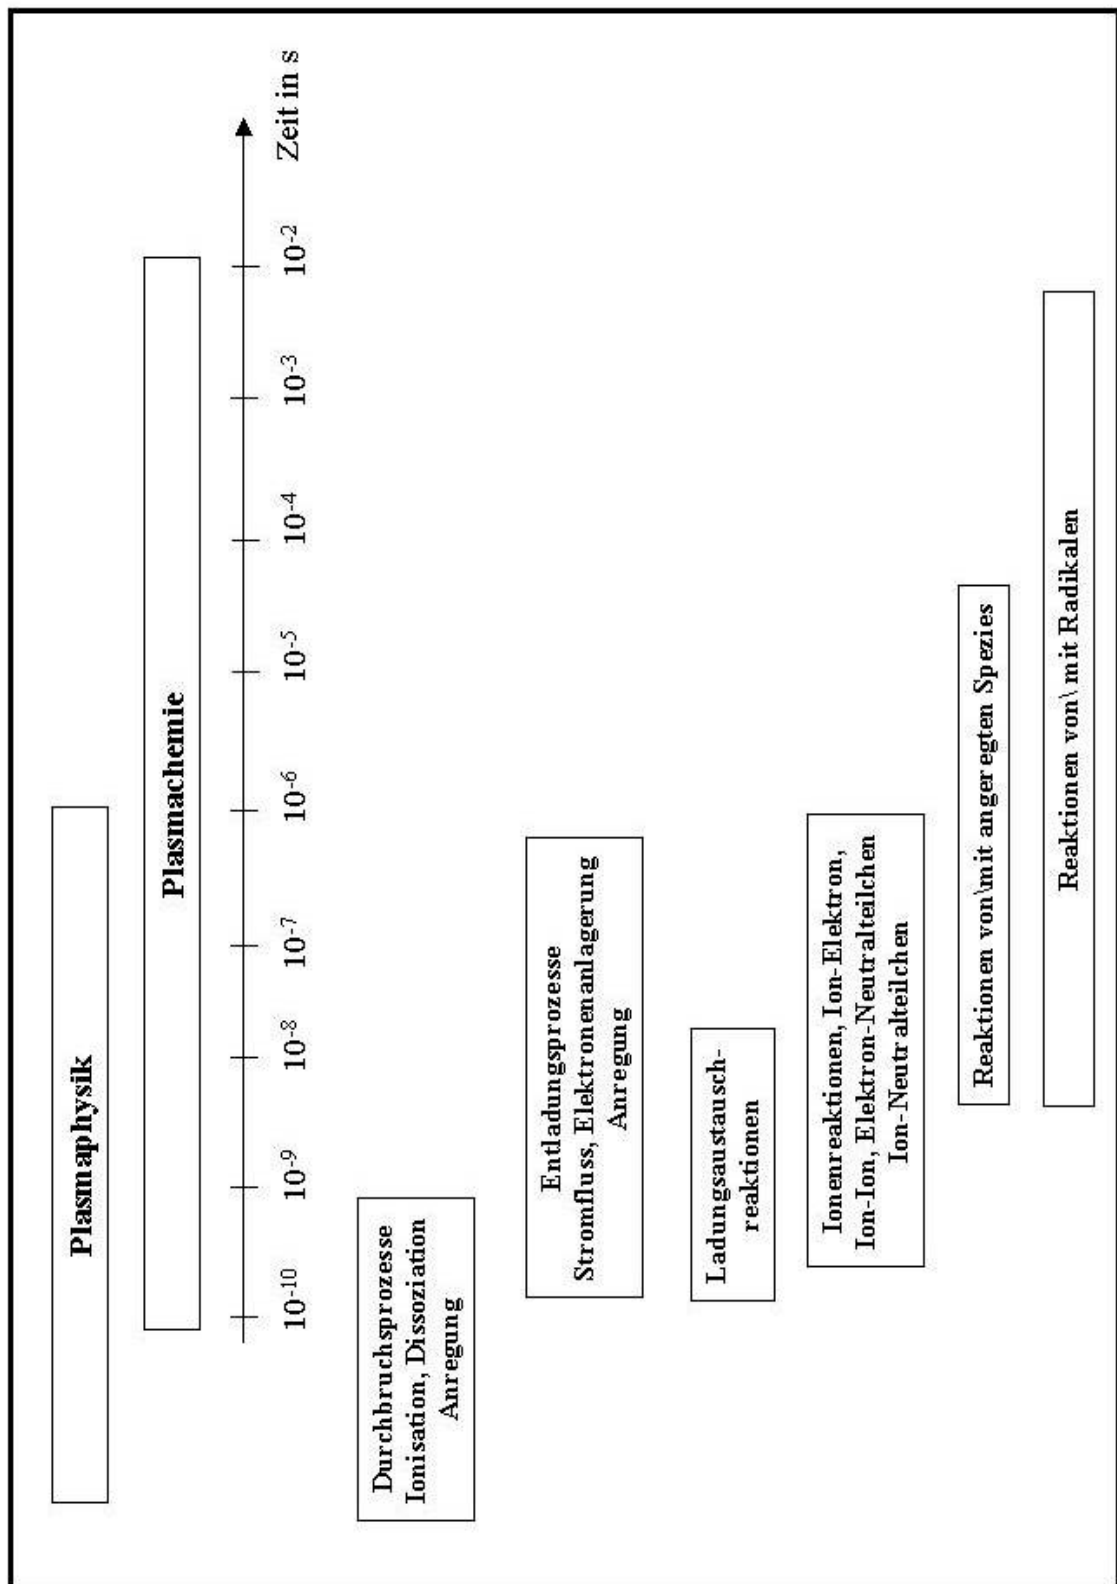 Plasmaphysik
Plasmachemie
10-10
10-9
10-8
10-7
10-6
10-5
10-4
10-3
10-2
Zeit in s
Durchbruchsprozesse
Ionisation, Dissoziation
Anregung
Entladungsprozesse
Stromfluss, Elektronenanlagerung
Anregung
Ladungsaustausch-
reaktionen
Ionenreaktionen, Ion-Elektron,
Ion-Ion, Elektron-Neutralteilchen
Ion-Neutralteilchen
Reaktionen von\mit angeregten Spezies
Reaktionen von\ mit Radikalen